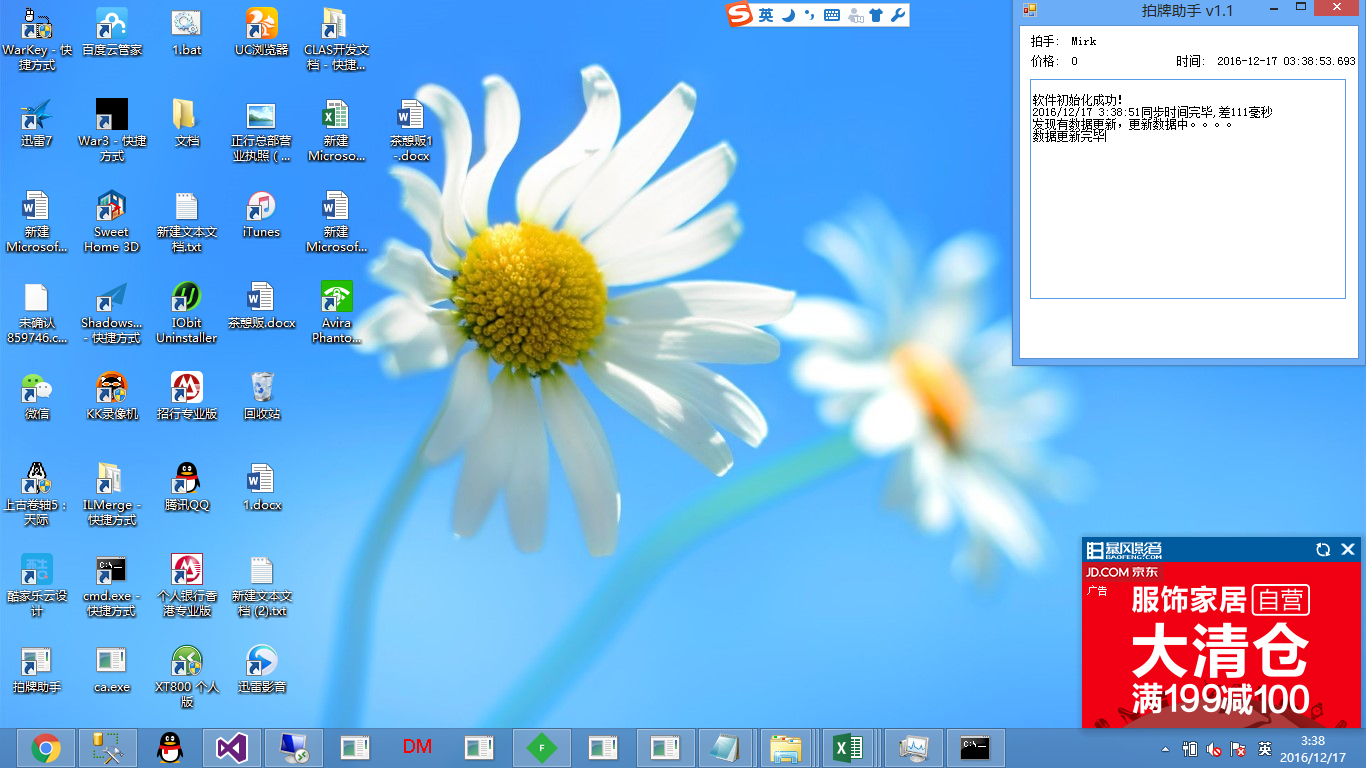 WarKey - 快
捷方式
百度云管家
1.bat
UC浏览器
CLAS开发文
档 - 快捷...
迅雷7
War3 - 快捷
方式
文档
正行总部营
业执照 ( ...
新建
Microso...
茶憩贩1
-.docx
新建
Microsof...
Sweet
Home 3D
新建文本文
档.txt
iTunes
新建
Microsof...
未确认
859746.c...
Shadows...
- 快捷方式
IObit
Uninstaller
茶憩贩.docx
Avira
Phanto...
微信
KK录像机
招行专业版
回收站
上古卷轴5：
天际
ILMerge -
快捷方式
腾讯QQ
1.docx
酷家乐云设
计
cmd.exe -
快捷方式
个人银行香
港专业版
新建文本文
档 (2).txt
拍牌助手
ca.exe
XT800 个人
版
迅雷影音
英
拍牌助手 v1.1
拍手： Mirk
价格： 0
时间： 2016-12-17 03:38:53.693
软件初始化成功!
2016/12/17 3:38:51同步时间完毕,差111毫秒
发现有数据更新，更新数据中。。。。
数据更新完毕
暴风影音
BAOFENG.COM
JD.COM 京东
广告
服饰家居 自营
大清仓
满199减100
DM
F
英
3:38
2016/12/17